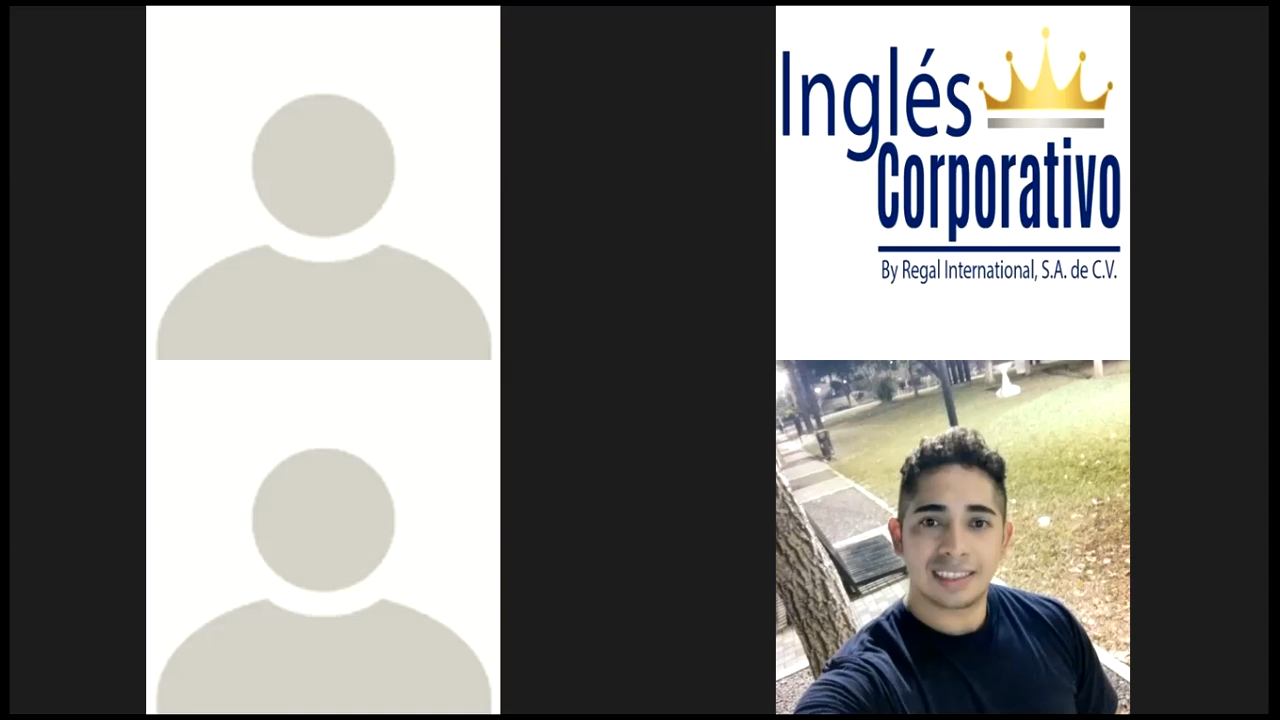 Inglés
Corporativo
By Regal International, S.A. de C.V.